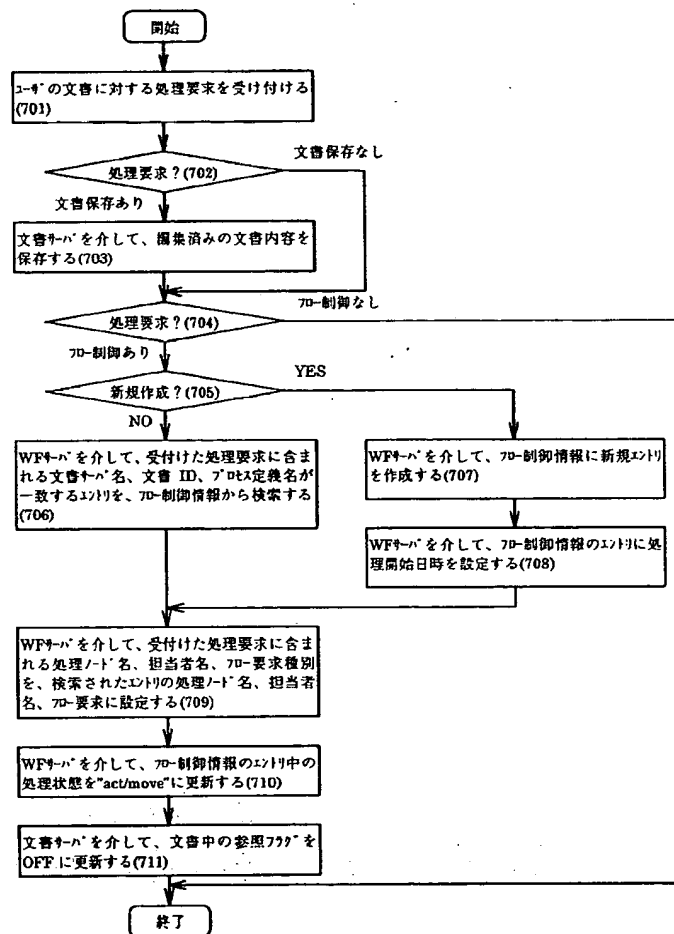 開始
ﾕｰｻﾞの文書に対する処理要求を受け付ける
(701)
文書保存なし
処理要求？(702)
文書保存あり
文書ｻｰﾊﾞを介して、編集済みの文書内容を
保存する(703)
ﾌﾛｰ制御なし
処理要求？(704)
ﾌﾛｰ制御あり
YES
新規作成？(705)
NO
WFｻｰﾊﾞを介して、受付けた処理要求に含ま
れる文書ｻｰﾊﾞ名、文書 ID、ﾌﾟﾛｾｽ定義名が
一致するｴﾝﾄﾘを、ﾌﾛｰ制御情報から検索する
(706)
WFｻｰﾊﾞを介して、ﾌﾛｰ制御情報に新規ｴﾝﾄﾘ
を作成する(707)
WFｻｰﾊﾞを介して、ﾌﾛｰ制御情報のｴﾝﾄﾘに処
理開始日時を設定する(708)
WFｻｰﾊﾞを介して、受付けた処理要求に含ま
れる処理ﾉｰﾄﾞ名、担当者名、ﾌﾛｰ要求種別
を、検索されたｴﾝﾄﾘの処理ﾉｰﾄﾞ名、担当者
名、ﾌﾛｰ要求に設定する(709)
WFｻｰﾊﾞを介して、ﾌﾛｰ制御情報のｴﾝﾄﾘ中の
処理状態を"act/move"に更新する(710)
文書ｻｰﾊﾞを介して、文書中の参照ﾌﾗｸﾞを
OFF に更新する(711)
終了